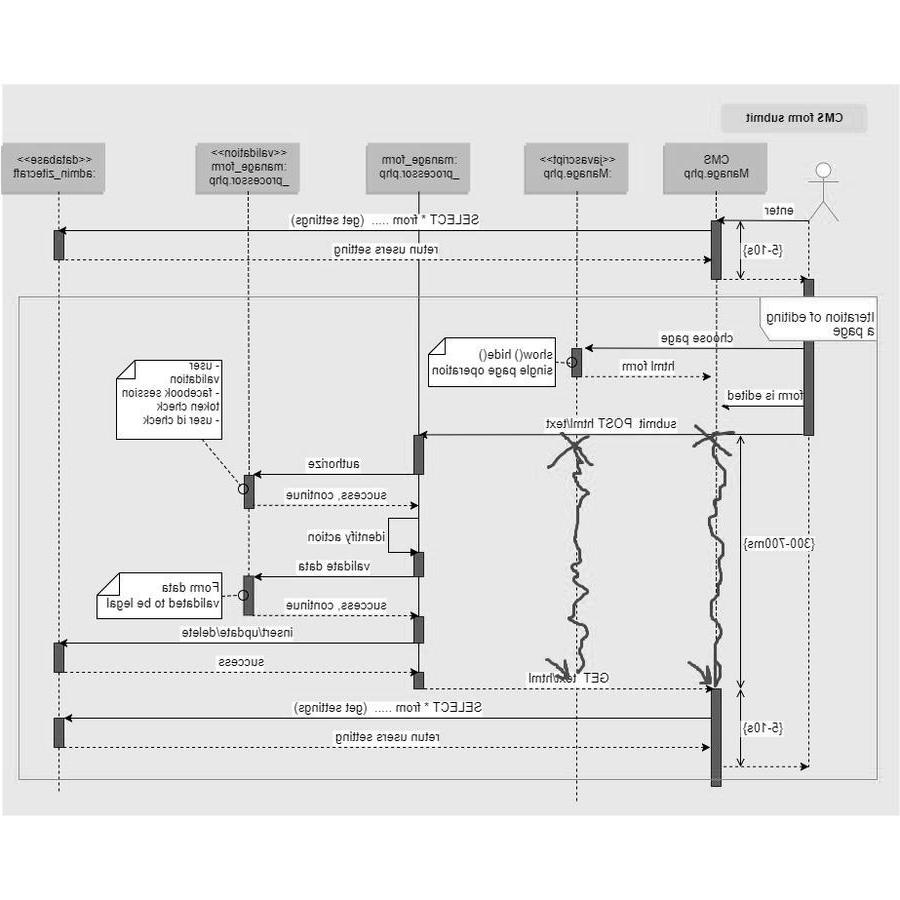 CMS form submit
CMS
Manage.php
<<javascript>>
:Manage.php
:manage_form
_processor.php
<<validation>>
:manage_form
_processor.php
<<database>>
:admin_zitecraft
enter
SELECT * from ..... (get settings)
{5-10s}
retun users setting
Iteration of editing
a page
choose page
show() hide()
single page operation
html form
form is edited
- user
validation
- facebook session
token check
- user id check
submit POST html/text
authorize
success, continue
identify action
{300-700ms}
validate data
Form data
validated to be legal
success, continue
insert/update/delete
success
GET text/html
SELECT * from ..... (get settings)
{5-10s}
retun users setting